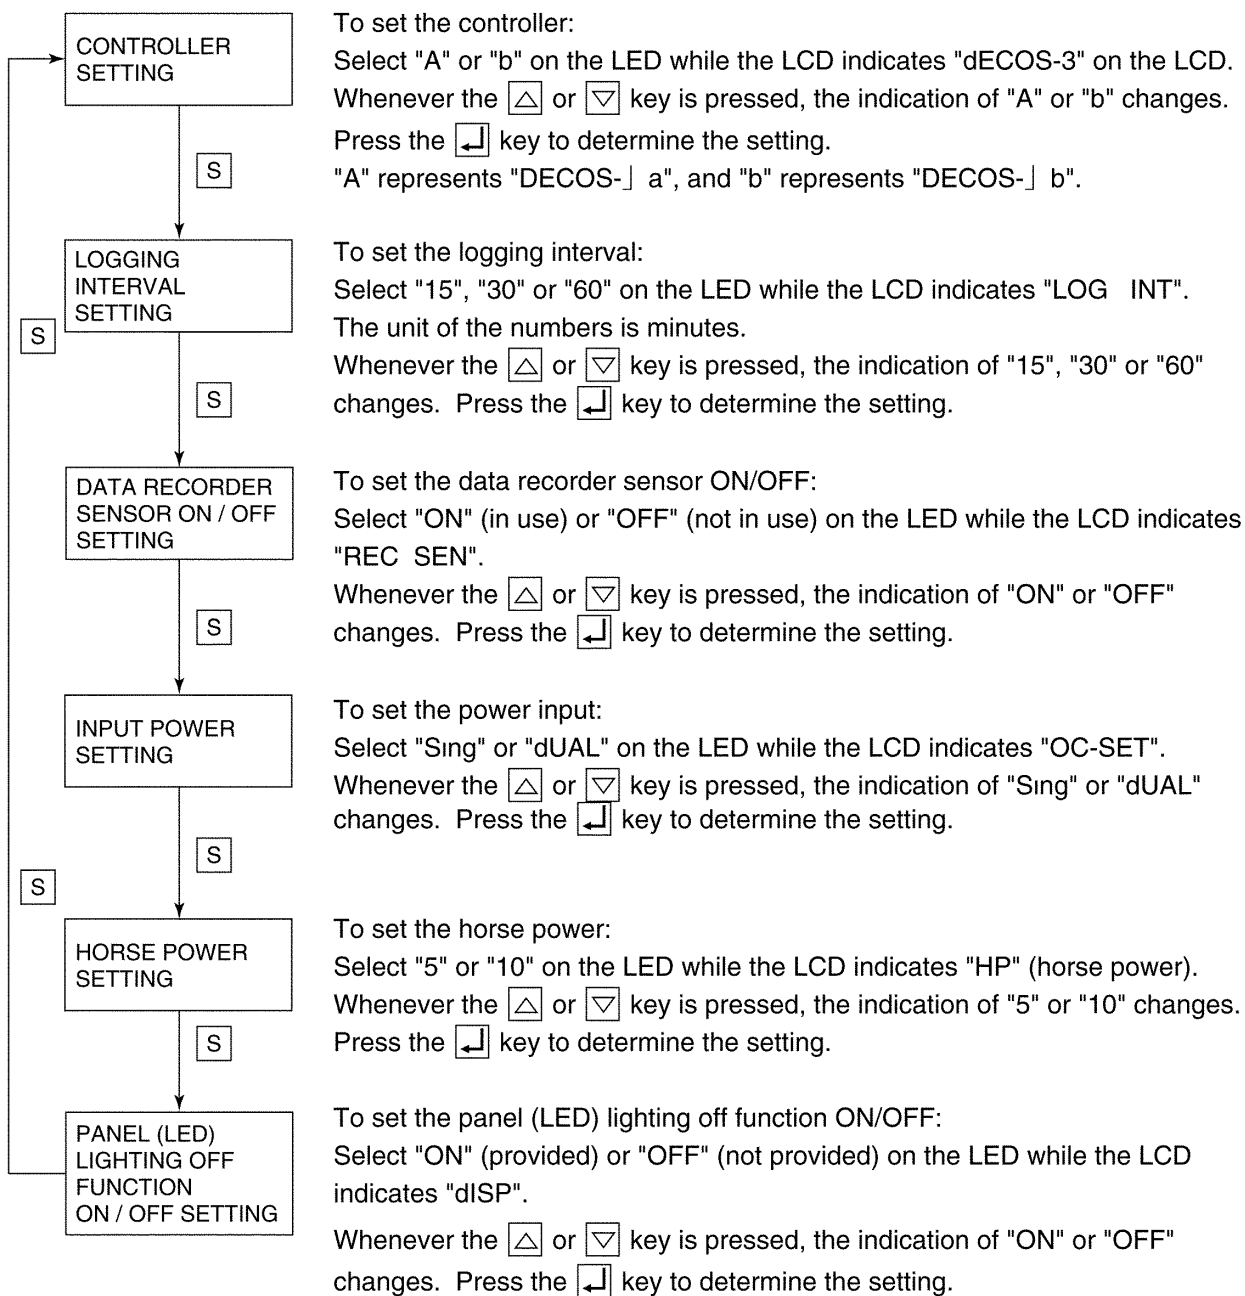 CONTROLLER
SETTING
To set the controller:
Select "A" or "b" on the LED while the LCD indicates "dECOS-3" on the LCD.
Whenever the △ or ▽ key is pressed, the indication of "A" or "b" changes.
Press the ↵ key to determine the setting.
"A" represents "DECOS-⌋ a", and "b" represents "DECOS-⌋ b".
S
LOGGING
INTERVAL
SETTING
To set the logging interval:
Select "15", "30" or "60" on the LED while the LCD indicates "LOG INT".
The unit of the numbers is minutes.
Whenever the △ or ▽ key is pressed, the indication of "15", "30" or "60"
changes. Press the ↵ key to determine the setting.
S
S
DATA RECORDER
SENSOR ON / OFF
SETTING
To set the data recorder sensor ON/OFF:
Select "ON" (in use) or "OFF" (not in use) on the LED while the LCD indicates
"REC SEN".
Whenever the △ or ▽ key is pressed, the indication of "ON" or "OFF"
changes. Press the ↵ key to determine the setting.
S
INPUT POWER
SETTING
To set the power input:
Select "Sıng" or "dUAL" on the LED while the LCD indicates "OC-SET".
Whenever the △ or ▽ key is pressed, the indication of "Sıng" or "dUAL"
changes. Press the ↵ key to determine the setting.
S
S
HORSE POWER
SETTING
To set the horse power:
Select "5" or "10" on the LED while the LCD indicates "HP" (horse power).
Whenever the △ or ▽ key is pressed, the indication of "5" or "10" changes.
Press the ↵ key to determine the setting.
S
PANEL (LED)
LIGHTING OFF
FUNCTION
ON / OFF SETTING
To set the panel (LED) lighting off function ON/OFF:
Select "ON" (provided) or "OFF" (not provided) on the LED while the LCD
indicates "dISP".
Whenever the △ or ▽ key is pressed, the indication of "ON" or "OFF"
changes. Press the ↵ key to determine the setting.